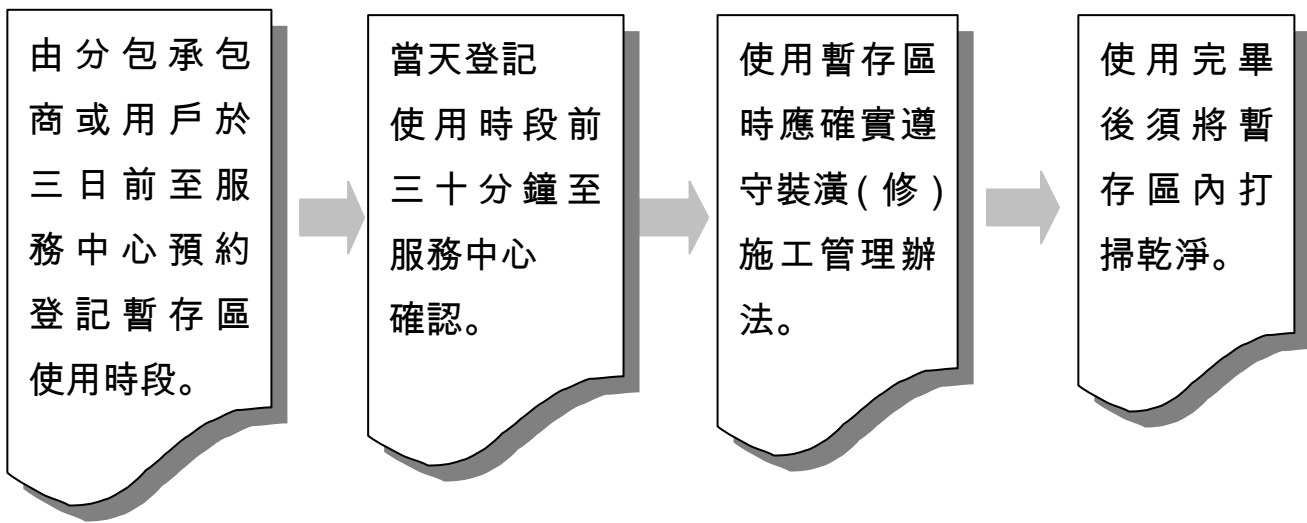 由分包承包
商或用戶於
三日前至服
務中心預約
登記暫存區
使用時段。
當天登記
使用時段前
三十分鐘至
服務中心
確認。
使用暫存區
時應確實遵
守裝潢(修)
施工管理辦
法。
使用完畢
後須將暫
存區內打
掃乾淨。